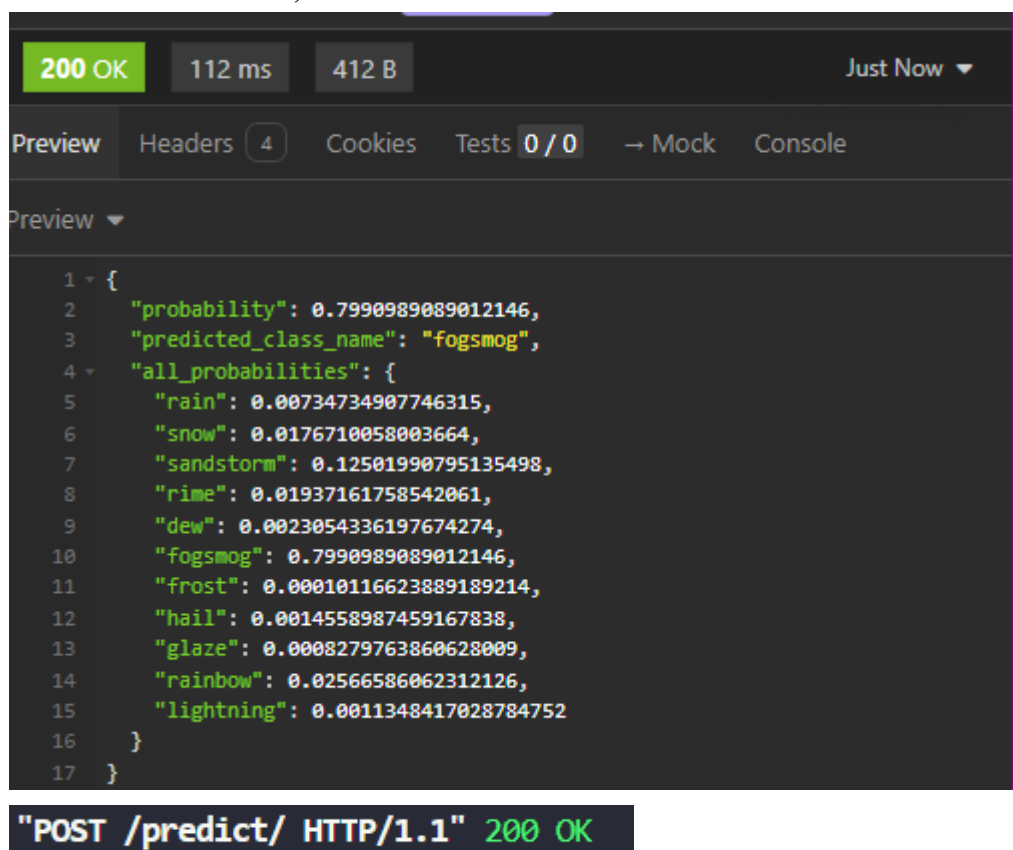 200 OK 112 ms 412 B Just Now
Preview Headers 4 Cookies Tests 0 / 0 → Mock Console
Preview
1 {
2 "probability": 0.7990989089012146,
3 "predicted_class_name": "fogsmog",
4 "all_probabilities": {
5 "rain": 0.00734734907746315,
6 "snow": 0.0176710058003664,
7 "sandstorm": 0.12501990795135498,
8 "rime": 0.01937161758542061,
9 "dew": 0.0023054336197674274,
10 "fogsmog": 0.7990989089012146,
11 "frost": 0.00010116623889189214,
12 "hail": 0.0014558987459167838,
13 "glaze": 0.0008279763860628009,
14 "rainbow": 0.02566586062312126,
15 "lightning": 0.0011348417028784752
16 }
17 }
"POST /predict/ HTTP/1.1" 200 OK